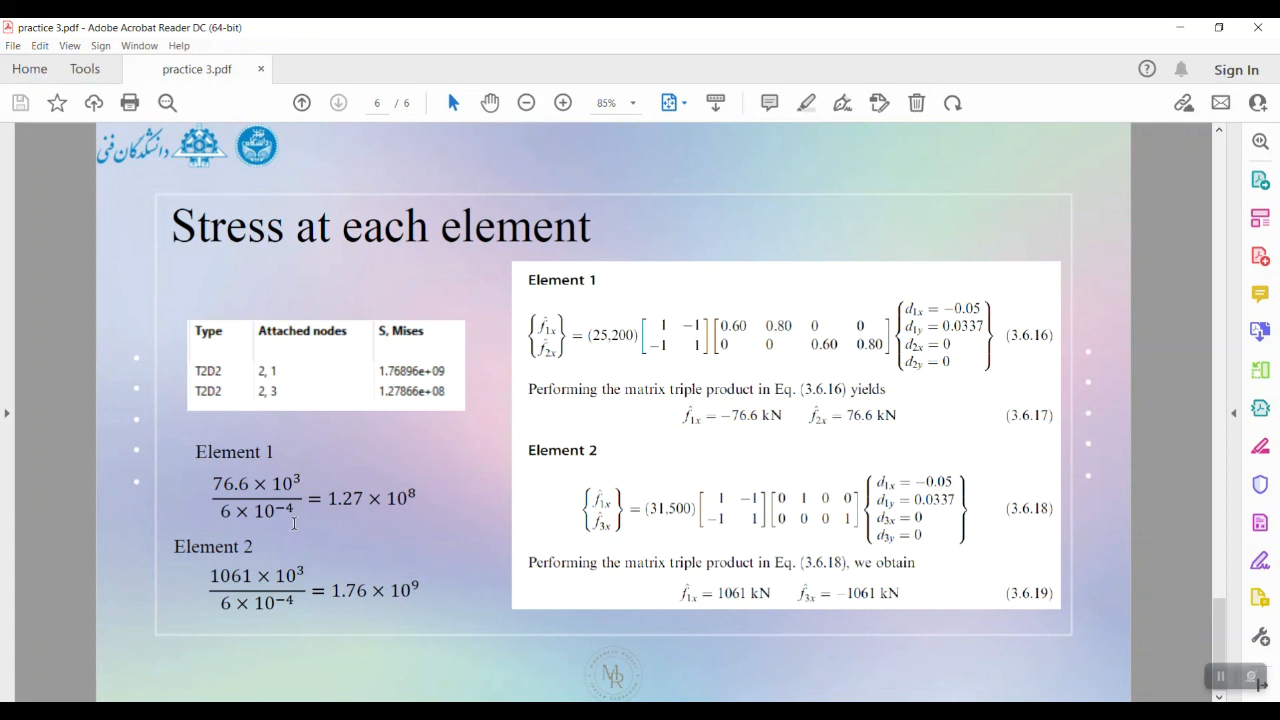 practice 3.pdf - Adobe Acrobat Reader DC (64-bit)
File Edit View Sign Window Help
Home Tools practice 3.pdf × Sign In
6 / 6 85%
دانشکدگان فنی
Stress at each element
Type Attached nodes S, Mises
T2D2 2, 1 1.76896e+09
T2D2 2, 3 1.27866e+08
Element 1
76.6 × 10³
6 × 10⁻⁴ = 1.27 × 10⁸
Element 2
1061 × 10³
6 × 10⁻⁴ = 1.76 × 10⁹
Element 1
{f̂1x f̂2x} = (25,200) [1 −1 −1 1] [0.60 0.80 0 0 0 0 0.60 0.80] {d1x = −0.05 d1y = 0.0337 d2x = 0 d2y = 0} (3.6.16)
Performing the matrix triple product in Eq. (3.6.16) yields
f̂1x = −76.6 kN f̂2x = 76.6 kN (3.6.17)
Element 2
{f̂1x f̂3x} = (31,500) [1 −1 −1 1] [0 1 0 0 0 0 0 1] {d1x = −0.05 d1y = 0.0337 d3x = 0 d3y = 0} (3.6.18)
Performing the matrix triple product in Eq. (3.6.18), we obtain
f̂1x = 1061 kN f̂3x = −1061 kN (3.6.19)